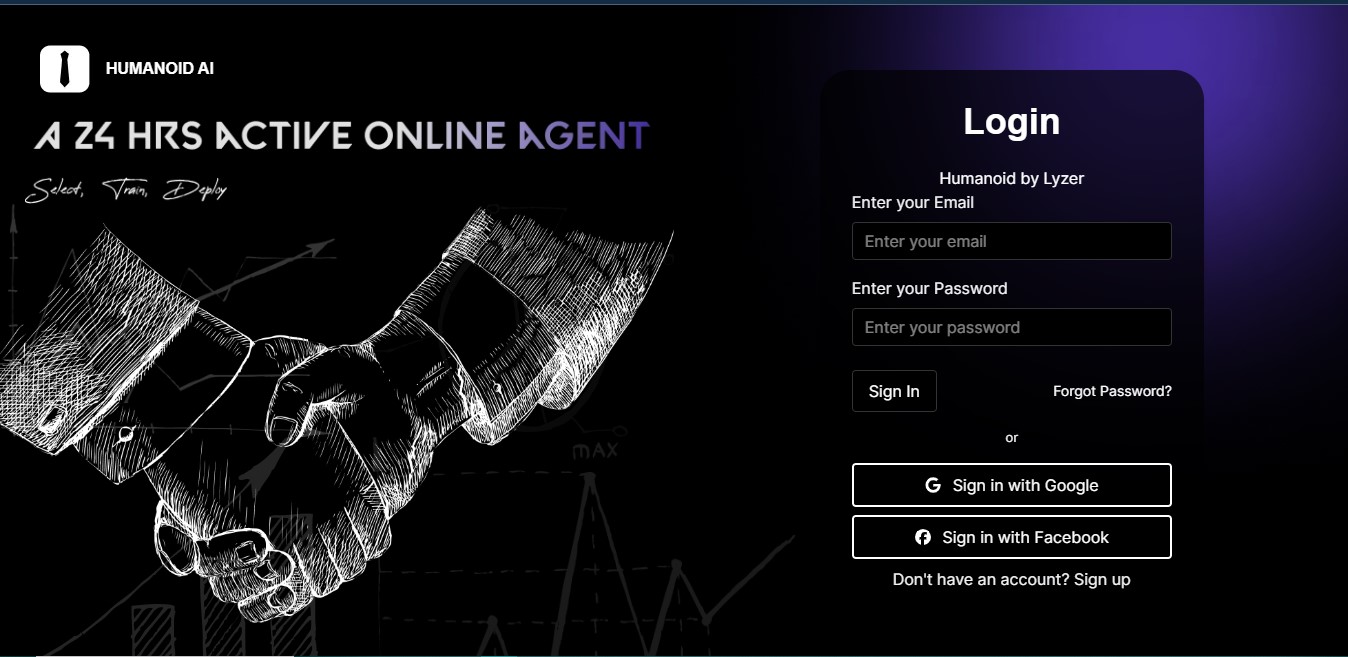 HUMANOID AI
A 24 HRS ACTIVE ONLINE AGENT
Select, Train, Deploy
MAX
Login
Humanoid by Lyzer
Enter your Email
Enter your email
Enter your Password
Enter your password
Sign In
Forgot Password?
or
Sign in with Google
Sign in with Facebook
Don't have an account? Sign up